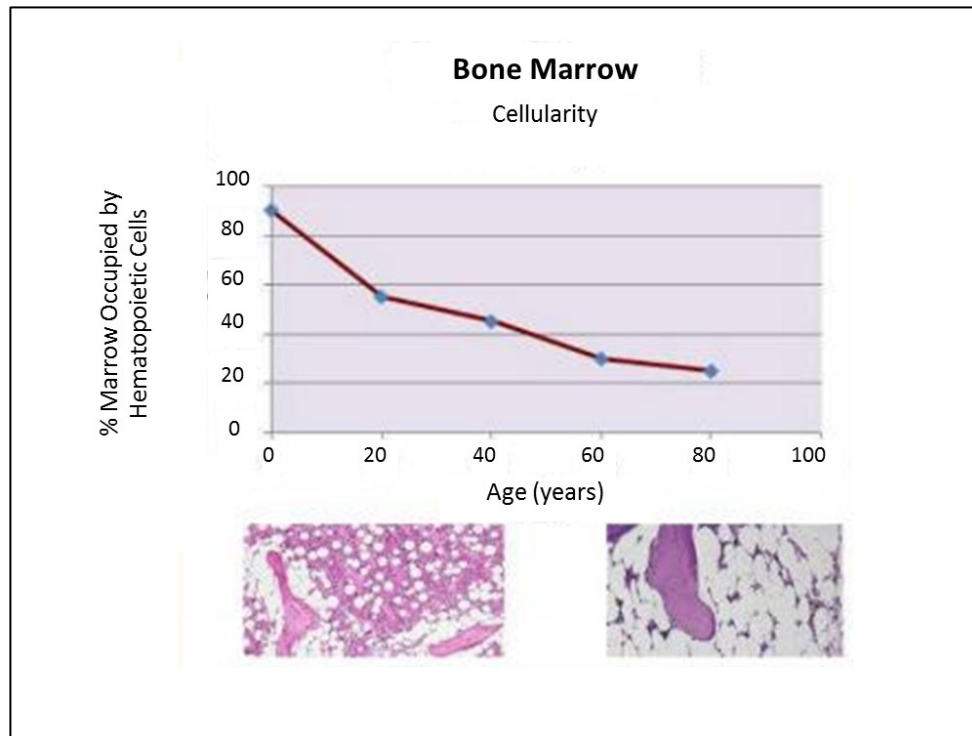 Bone Marrow
Cellularity
% Marrow Occupied by
Hematopoietic Cells
100
80
60
40
20
0
0 20 40 60 80 100
Age (years)